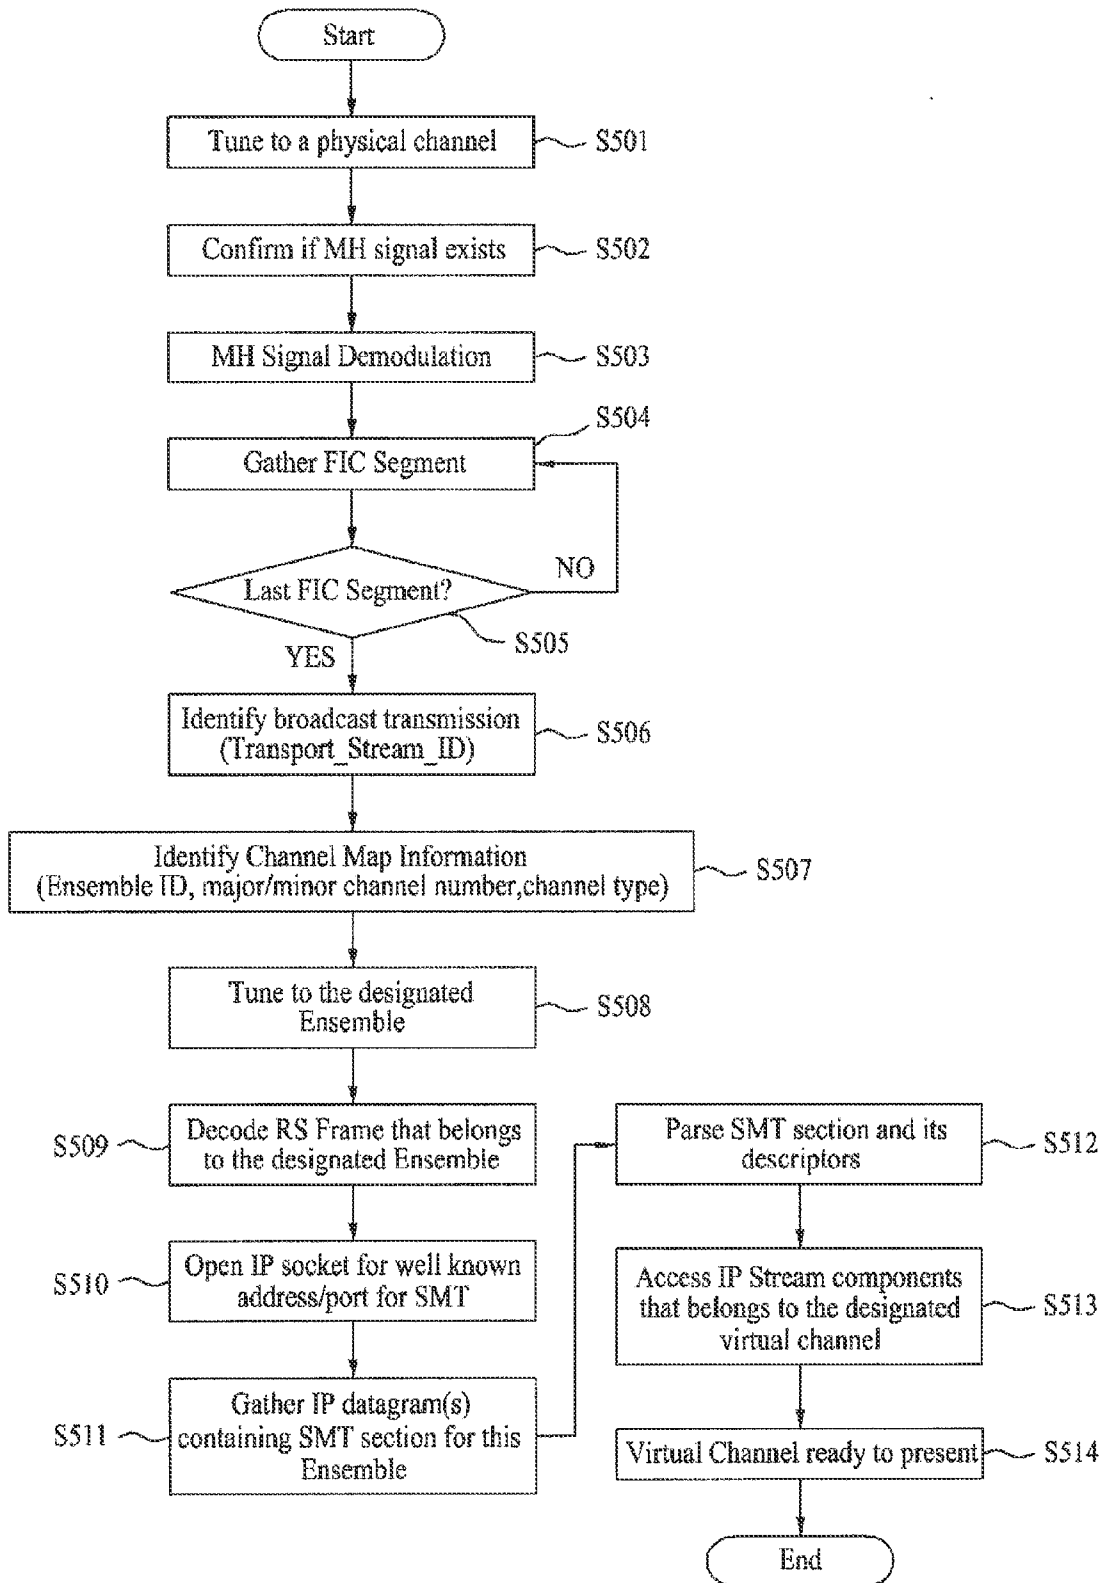 Start
Tune to a physical channel
S501
Confirm if MH signal exists
S502
MH Signal Demodulation
S503
S504
Gather FIC Segment
NO
Last FIC Segment?
S505
YES
Identify broadcast transmission
(Transport_Stream_ID)
S506
Identify Channel Map Information
(Ensemble ID, major/minor channel number,channel type)
S507
Tune to the designated
Ensemble
S508
S509
Decode RS Frame that belongs
to the designated Ensemble
S510
Open IP socket for well known
address/port for SMT
S511
Gather IP datagram(s)
containing SMT section for this
Ensemble
Parse SMT section and its
descriptors
S512
Access IP Stream components
that belongs to the designated
virtual channel
S513
Virtual Channel ready to present
S514
End